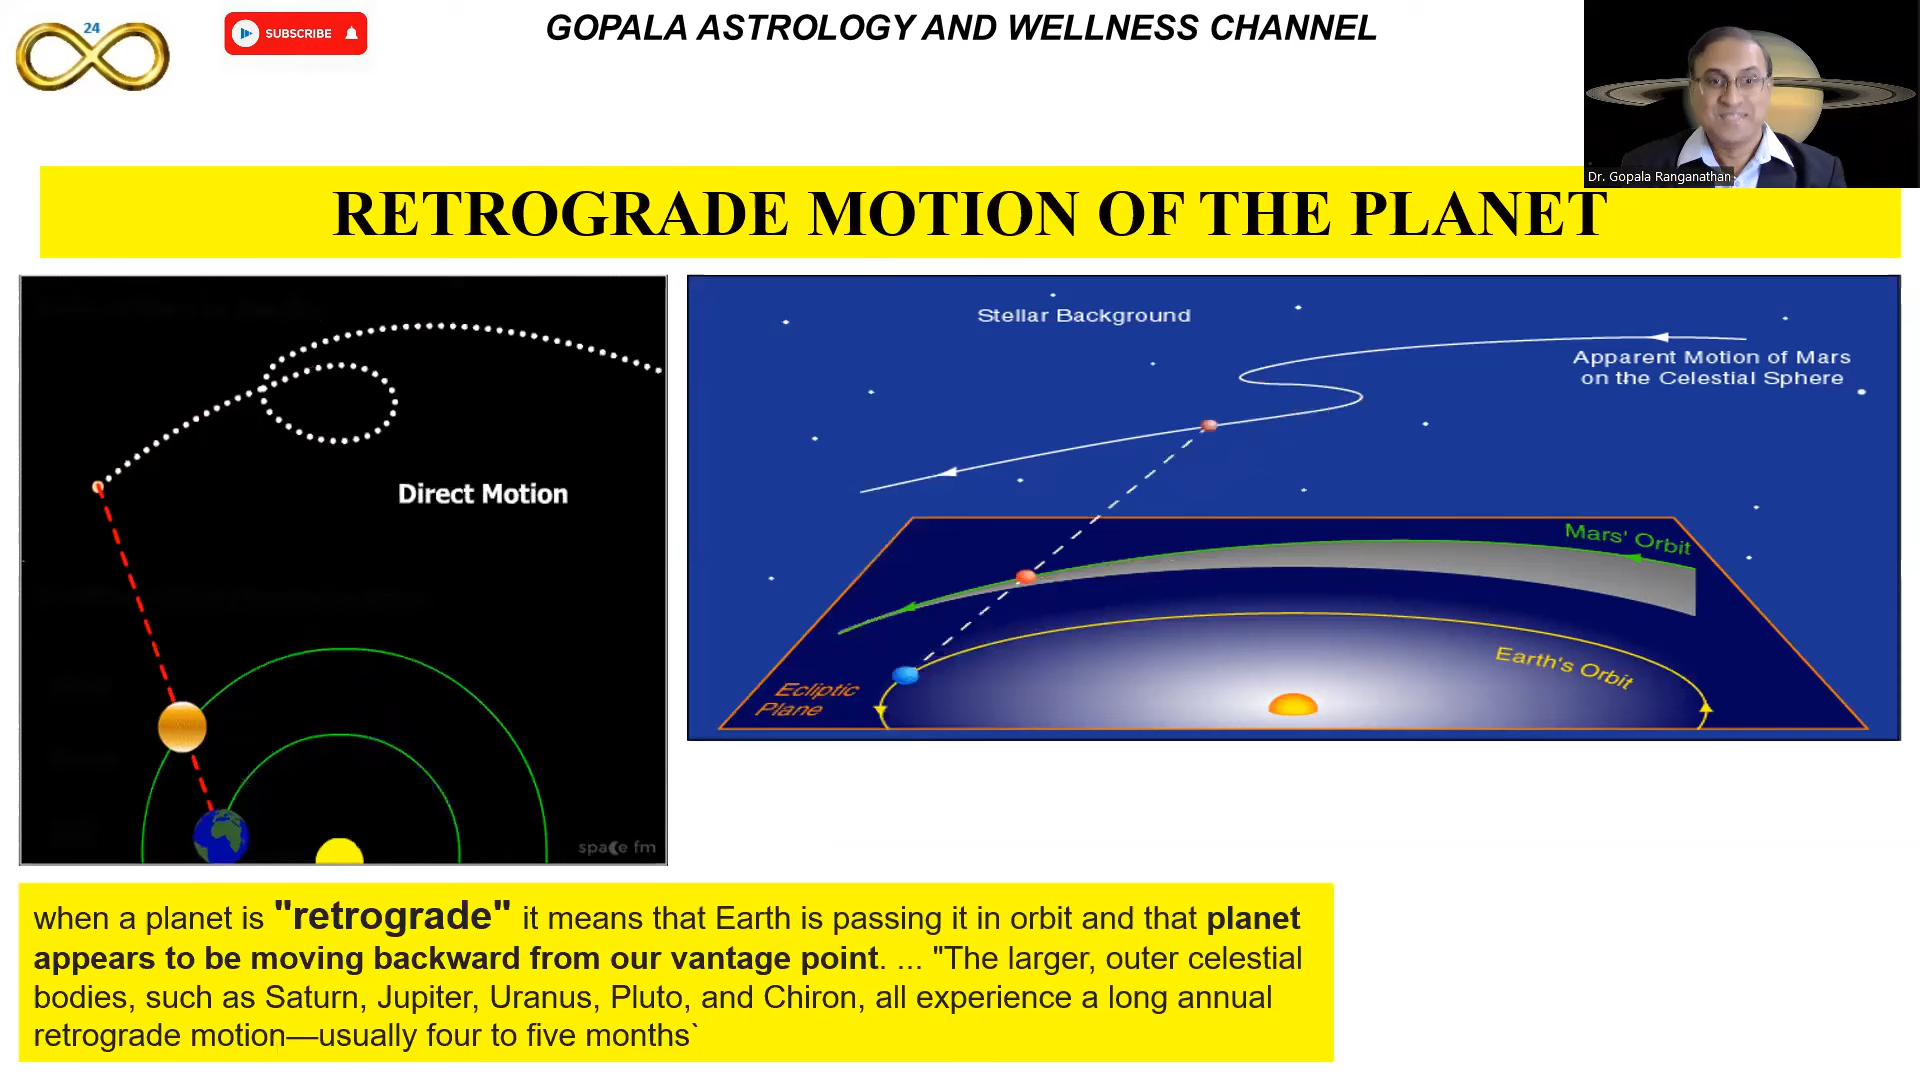 24
SUBSCRIBE
GOPALA ASTROLOGY AND WELLNESS CHANNEL
Dr. Gopala Ranganathan
RETROGRADE MOTION OF THE PLANET
Direct Motion
space fm
Stellar Background
Apparent Motion of Mars
on the Celestial Sphere
Mars' Orbit
Earth's Orbit
Ecliptic
Plane
when a planet is "retrograde" it means that Earth is passing it in orbit and that planet
appears to be moving backward from our vantage point. ... "The larger, outer celestial
bodies, such as Saturn, Jupiter, Uranus, Pluto, and Chiron, all experience a long annual
retrograde motion—usually four to five months`